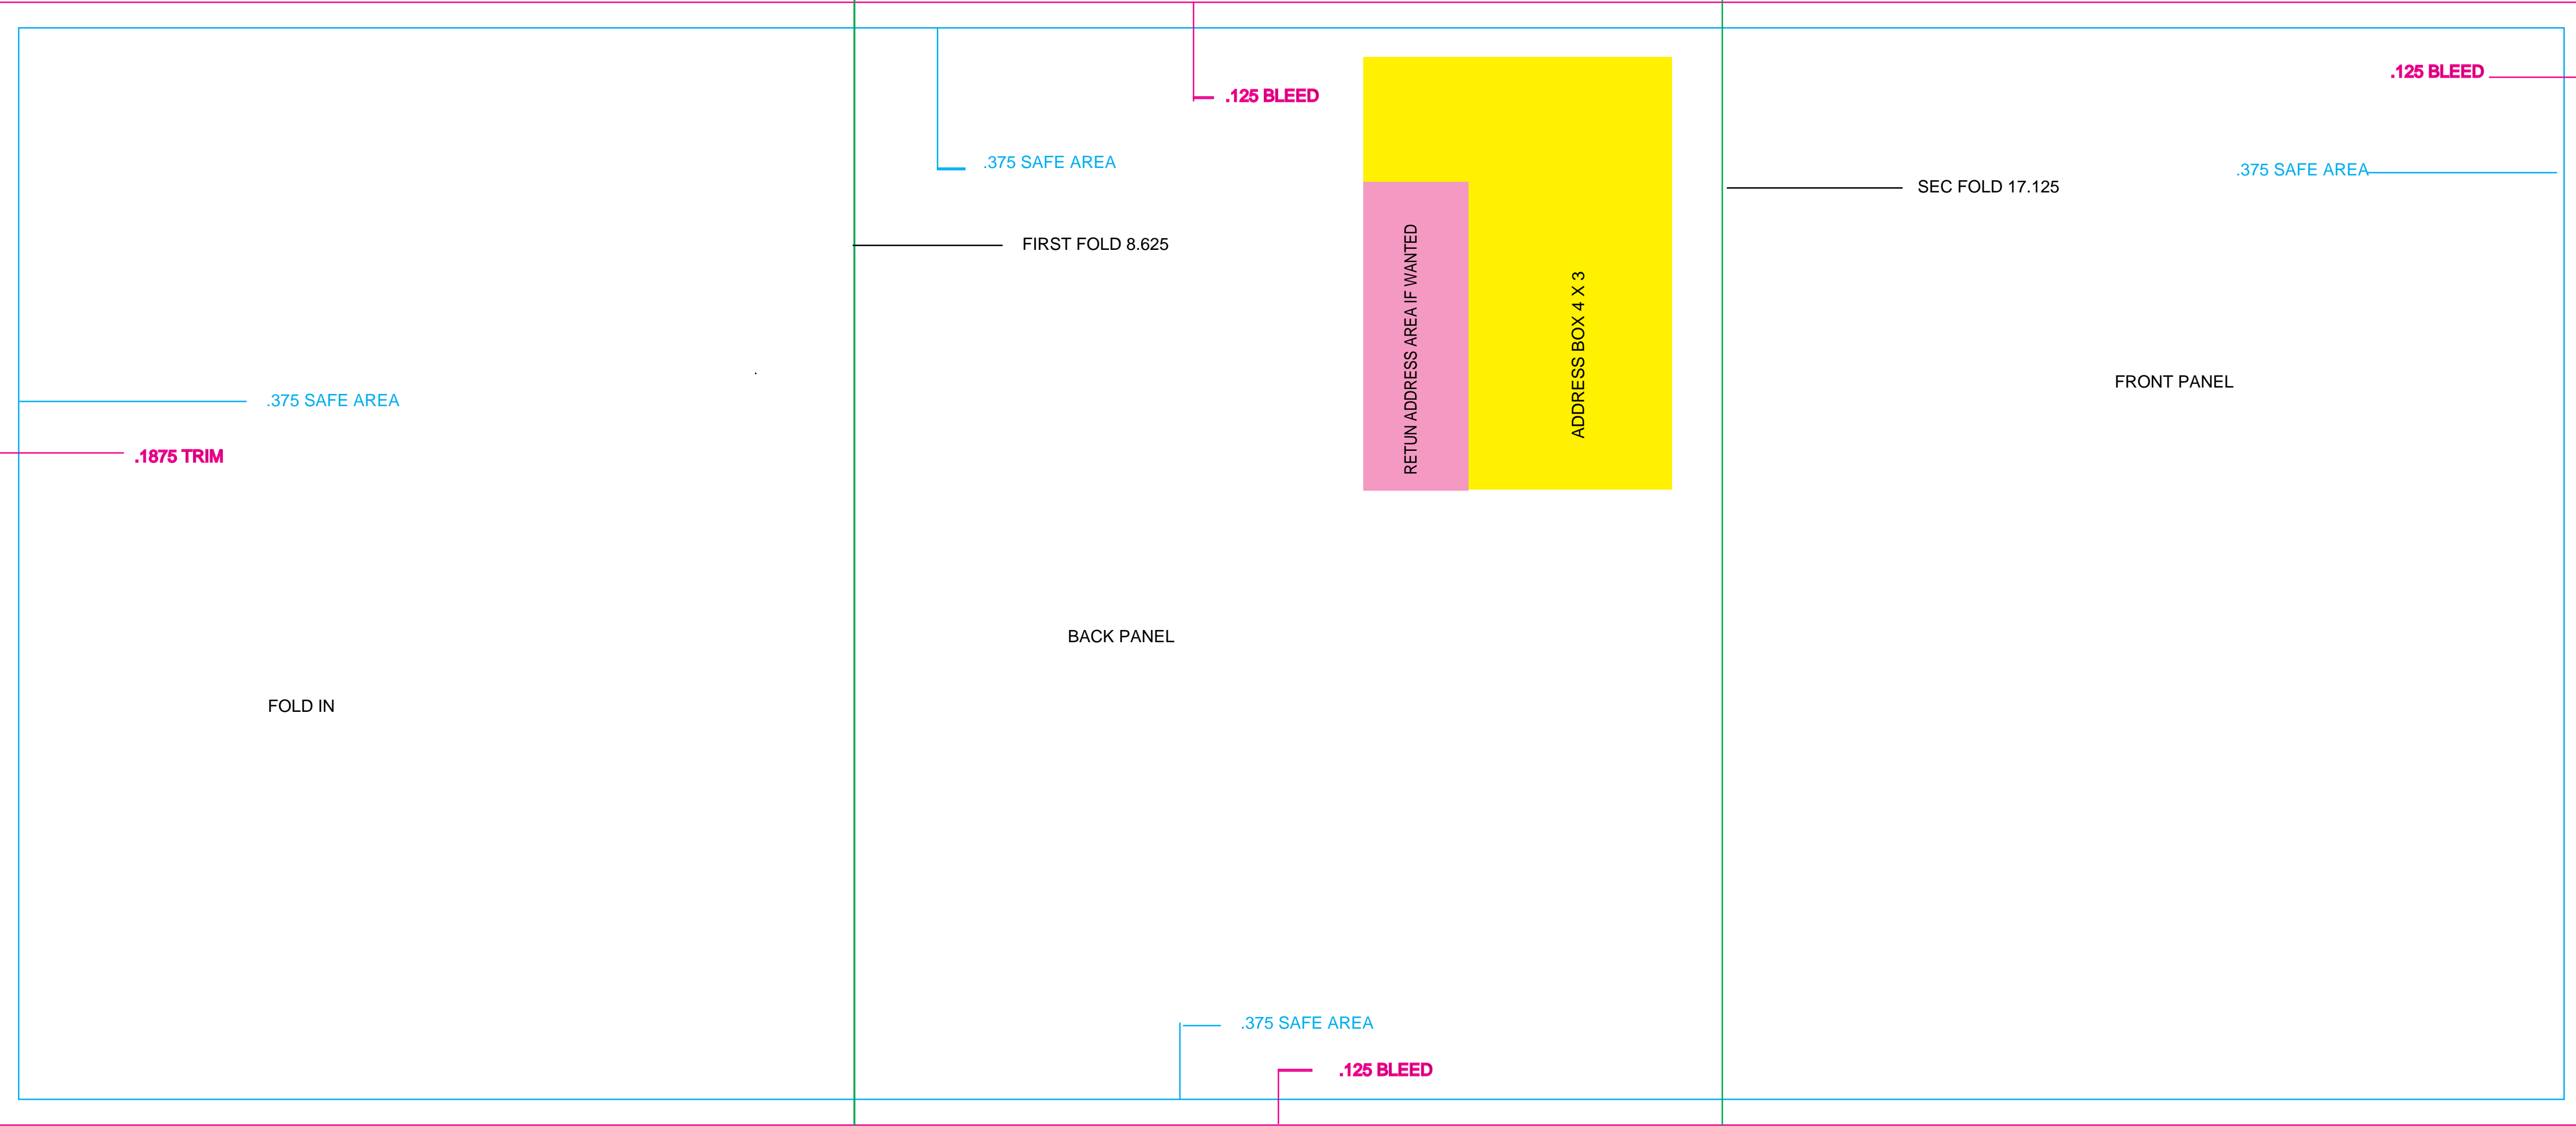 .125 BLEED
.125 BLEED
.375 SAFE AREA
.375 SAFE AREA
SEC FOLD 17.125
FIRST FOLD 8.625
RETUN ADDRESS AREA IF WANTED
ADDRESS BOX 4 X 3
FRONT PANEL
.375 SAFE AREA
.1875 TRIM
BACK PANEL
FOLD IN
.375 SAFE AREA
.125 BLEED